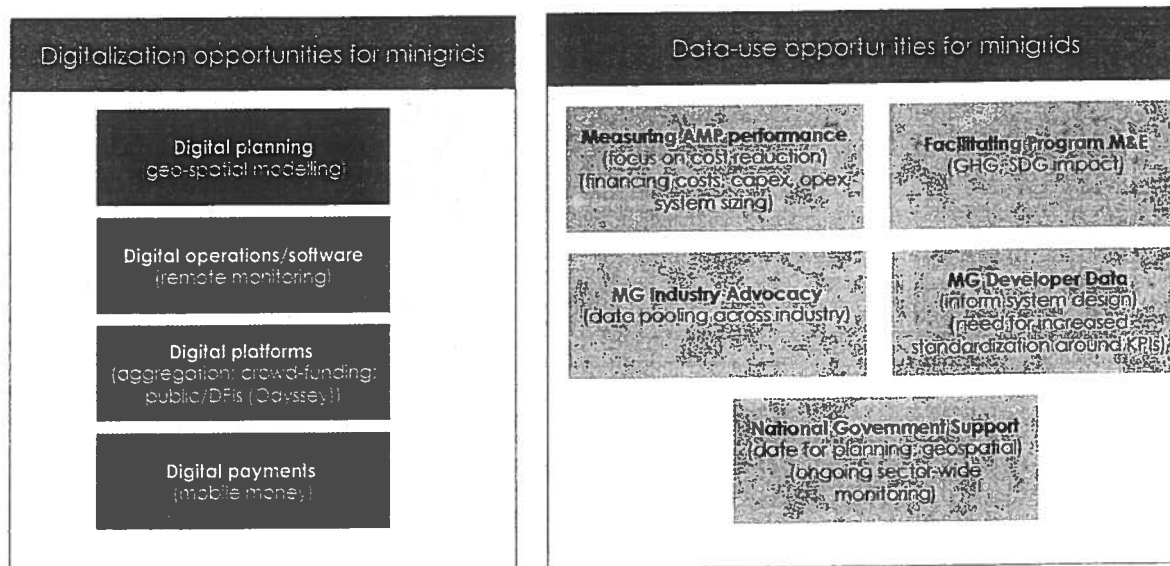 Digitalization opportunities for minigrids
Digital planning
geo-spatial modelling)
Digital operations/software
(remote monitoring)
Digital platforms
(aggregation; crowd-funding;
public/DFIs (Odyssey))
Digital payments
(mobile money)
Data-use opportunities for minigrids
Measuring AMP performance
(focus on cost reduction)
(financing costs, capex, opex,
system sizing)
Facilitating Program M&E
(GHG, SDG impact)
MG Industry Advocacy
(data pooling across industry)
MG Developer Data
(inform system design)
(need for increased
standardization around KPIs)
National Government Support
(date for planning; geospatial)
(ongoing sector-wide
monitoring)